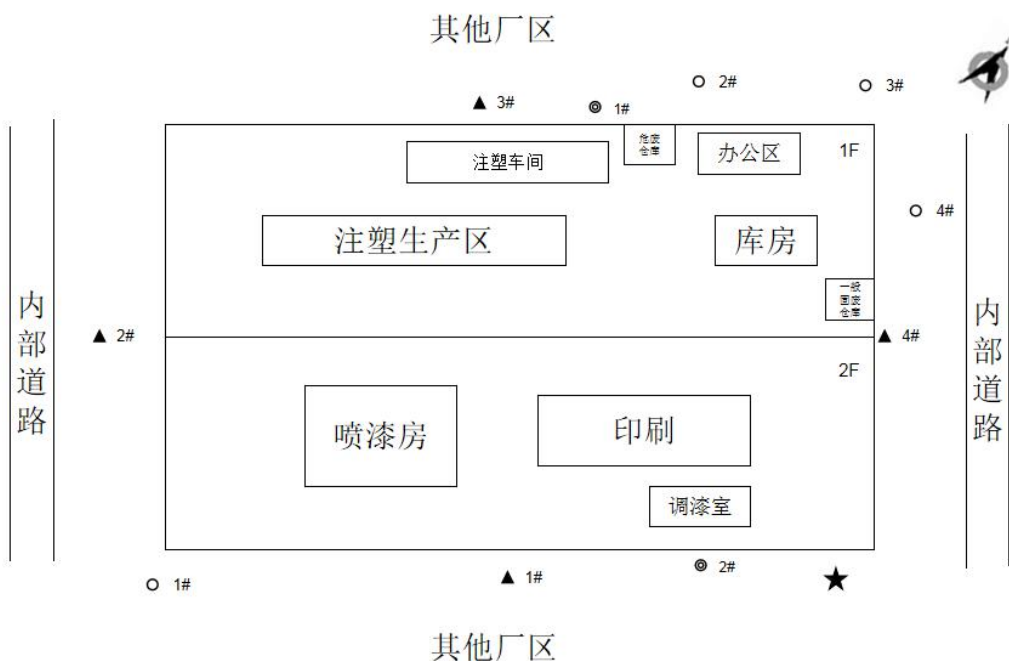 其他厂区
2#
3#
3#
1#
危废
仓库
办公区
1F
注塑车间
4#
注塑生产区
库房
一般
固废
仓库
内部道路
2#
4#
内部道路
2F
喷漆房
印刷
调漆室
1#
1#
2#
其他厂区